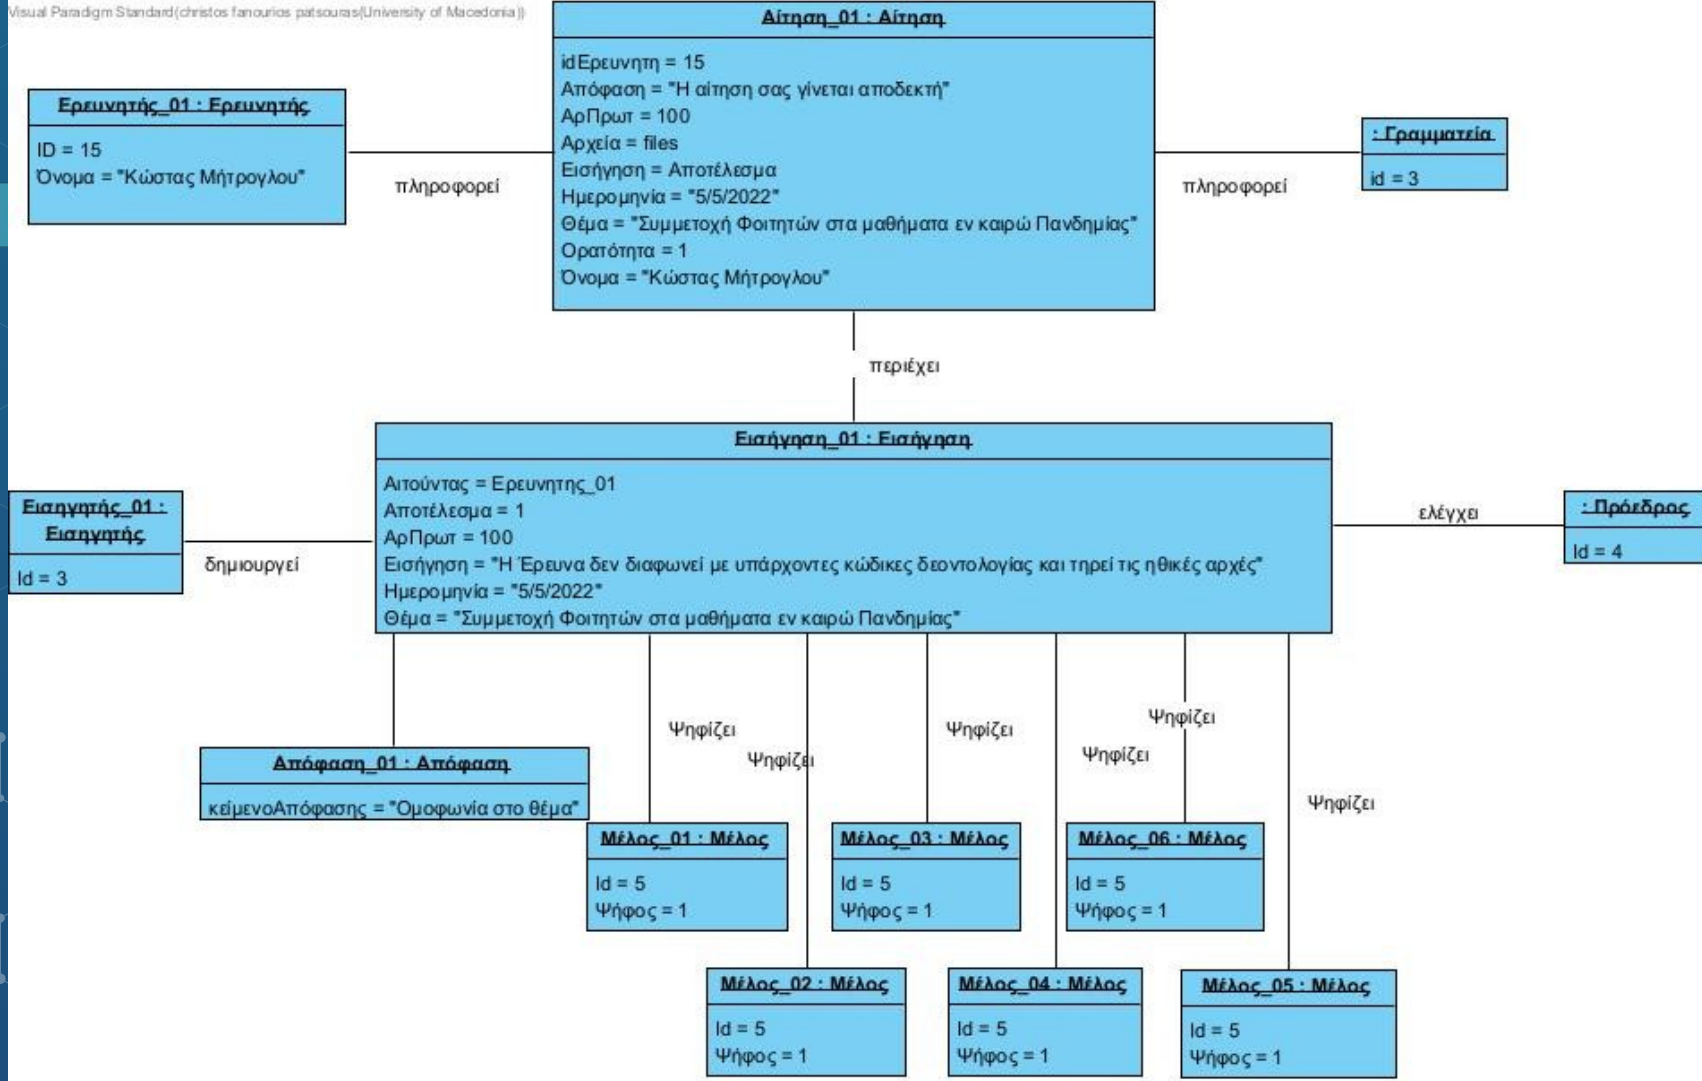 Visual Paradigm Standard(christos fanourios patsouras(University of Macedonia))
Αίτηση_01 : Αίτηση
idΕρευνητη = 15
Απόφαση = "Η αίτηση σας γίνεται αποδεκτή"
ΑρΠρωτ = 100
Αρχεία = files
Εισήγηση = Αποτέλεσμα
Ημερομηνία = "5/5/2022"
Θέμα = "Συμμετοχή Φοιτητών στα μαθήματα εν καιρώ Πανδημίας"
Ορατότητα = 1
Όνομα = "Κώστας Μήτρογλου"
Ερευνητής_01 : Ερευνητής
ID = 15
Όνομα = "Κώστας Μήτρογλου"
πληροφορεί
πληροφορεί
: Γραμματεία
id = 3
περιέχει
Εισήγηση_01 : Εισήγηση
Αιτούντας = Ερευνητης_01
Αποτέλεσμα = 1
ΑρΠρωτ = 100
Εισήγηση = "Η Έρευνα δεν διαφωνεί με υπάρχοντες κώδικες δεοντολογίας και τηρεί τις ηθικές αρχές"
Ημερομηνία = "5/5/2022"
Θέμα = "Συμμετοχή Φοιτητών στα μαθήματα εν καιρώ Πανδημίας"
Εισηγητής_01 :
Εισηγητής
Id = 3
δημιουργεί
ελέγχει
: Πρόεδρος
Id = 4
Ψηφίζει
Ψηφίζει
Ψηφίζει
Ψηφίζει
Ψηφίζει
Ψηφίζει
Απόφαση_01 : Απόφαση
κείμενοΑπόφασης = "Ομοφωνία στο θέμα"
Μέλος_01 : Μέλος
Id = 5
Ψήφος = 1
Μέλος_03 : Μέλος
Id = 5
Ψήφος = 1
Μέλος_06 : Μέλος
Id = 5
Ψήφος = 1
Μέλος_02 : Μέλος
Id = 5
Ψήφος = 1
Μέλος_04 : Μέλος
Id = 5
Ψήφος = 1
Μέλος_05 : Μέλος
Id = 5
Ψήφος = 1